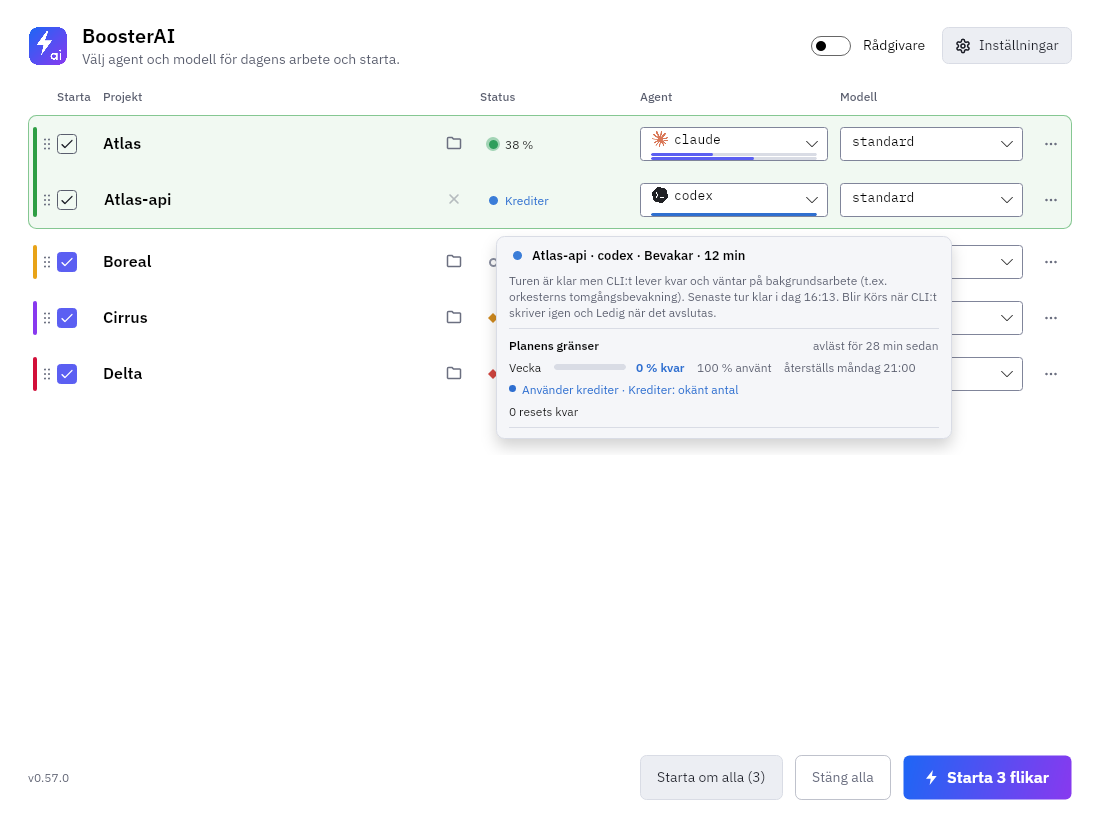 ai
BoosterAI
Välj agent och modell för dagens arbete och starta.
Rådgivare
Inställningar
Starta Projekt Status Agent Modell
Atlas 38 % claude standard
Atlas-api Krediter codex standard
Boreal
Cirrus
Delta
Atlas-api · codex · Bevakar · 12 min
Turen är klar men CLI:t lever kvar och väntar på bakgrundsarbete (t.ex.
orkesterns tomgångsbevakning). Senaste tur klar i dag 16:13. Blir Körs när CLI:t
skriver igen och Ledig när det avslutas.
Planens gränser avläst för 28 min sedan
Vecka 0 % kvar 100 % använt återställs måndag 21:00
Använder krediter · Krediter: okänt antal
0 resets kvar
v0.57.0
Starta om alla (3)
Stäng alla
Starta 3 flikar